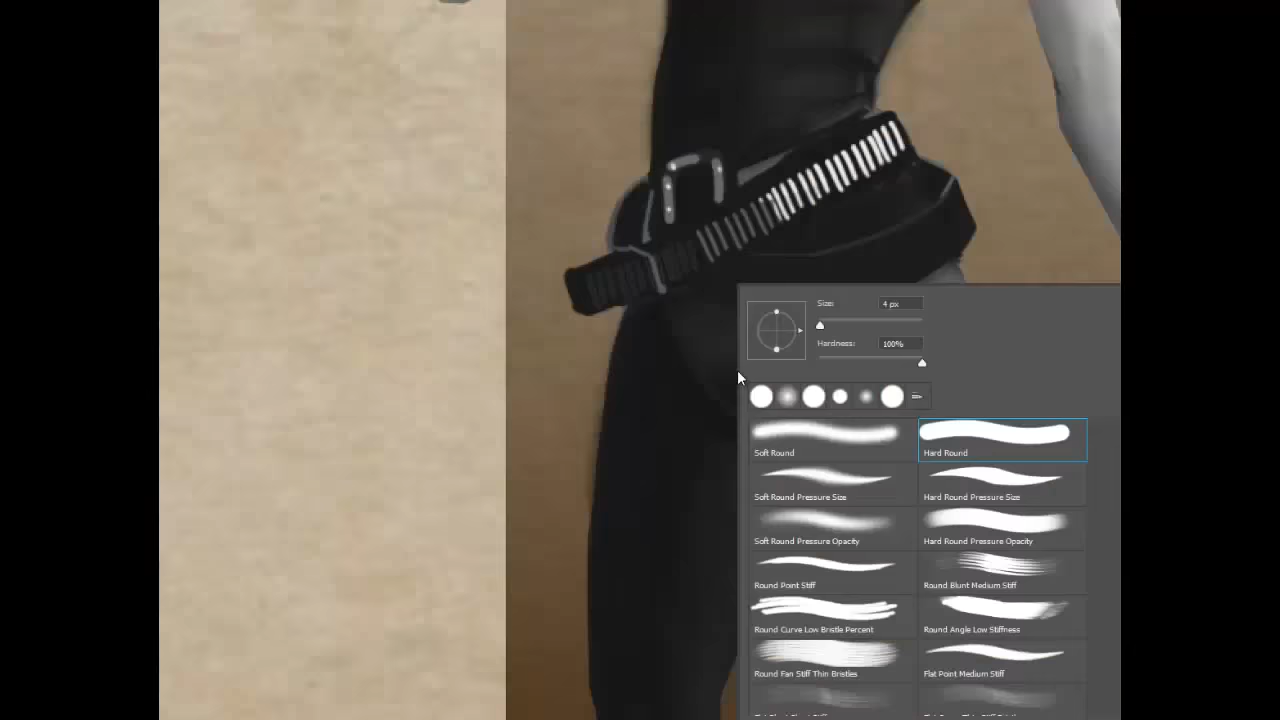 Size: 4 px
Hardness: 100%
Soft Round Hard Round
Soft Round Pressure Size Hard Round Pressure Size
Soft Round Pressure Opacity Hard Round Pressure Opacity
Round Point Stiff Round Blunt Medium Stiff
Round Curve Low Bristle Percent Round Angle Low Stiffness
Round Fan Stiff Thin Bristles Flat Point Medium Stiff